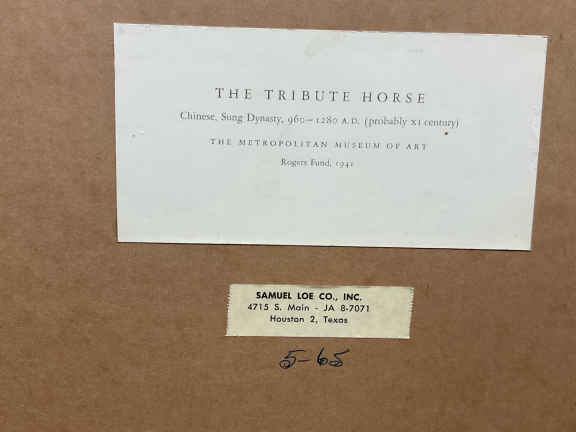 THE TRIBUTE HORSE
Chinese, Sung Dynasty, 960–1280 A.D. (probably XI century)
THE METROPOLITAN MUSEUM OF ART
Rogers Fund, 1941
SAMUEL LOE CO., INC.
4715 S. Main - JA 8-7071
Houston 2, Texas
5-65